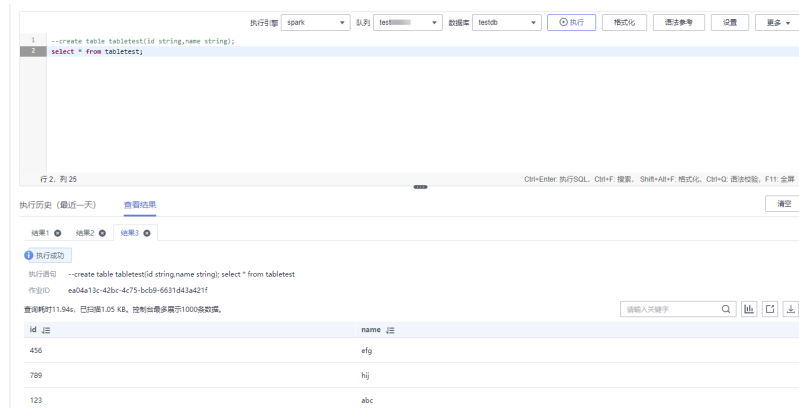 执行引擎 spark 队列 test 数据库 testdb 执行 格式化 语法参考 设置 更多
1 --create table tabletest(id string,name string);
2 select * from tabletest;
行 2，列 25 Ctrl+Enter: 执行SQL，Ctrl+F: 搜索， Shift+Alt+F: 格式化，Ctrl+Q: 语法校验，F11: 全屏
执行历史（最近一天） 查看结果 清空
结果1 结果2 结果3
执行成功
执行语句 --create table tabletest(id string,name string); select * from tabletest
作业ID ea04a13c-42bc-4c75-bcb9-6631d43a421f
查询耗时11.94s，已扫描1.05 KB。控制台最多展示1000条数据。 请输入关键字
id name
456 efg
789 hij
123 abc